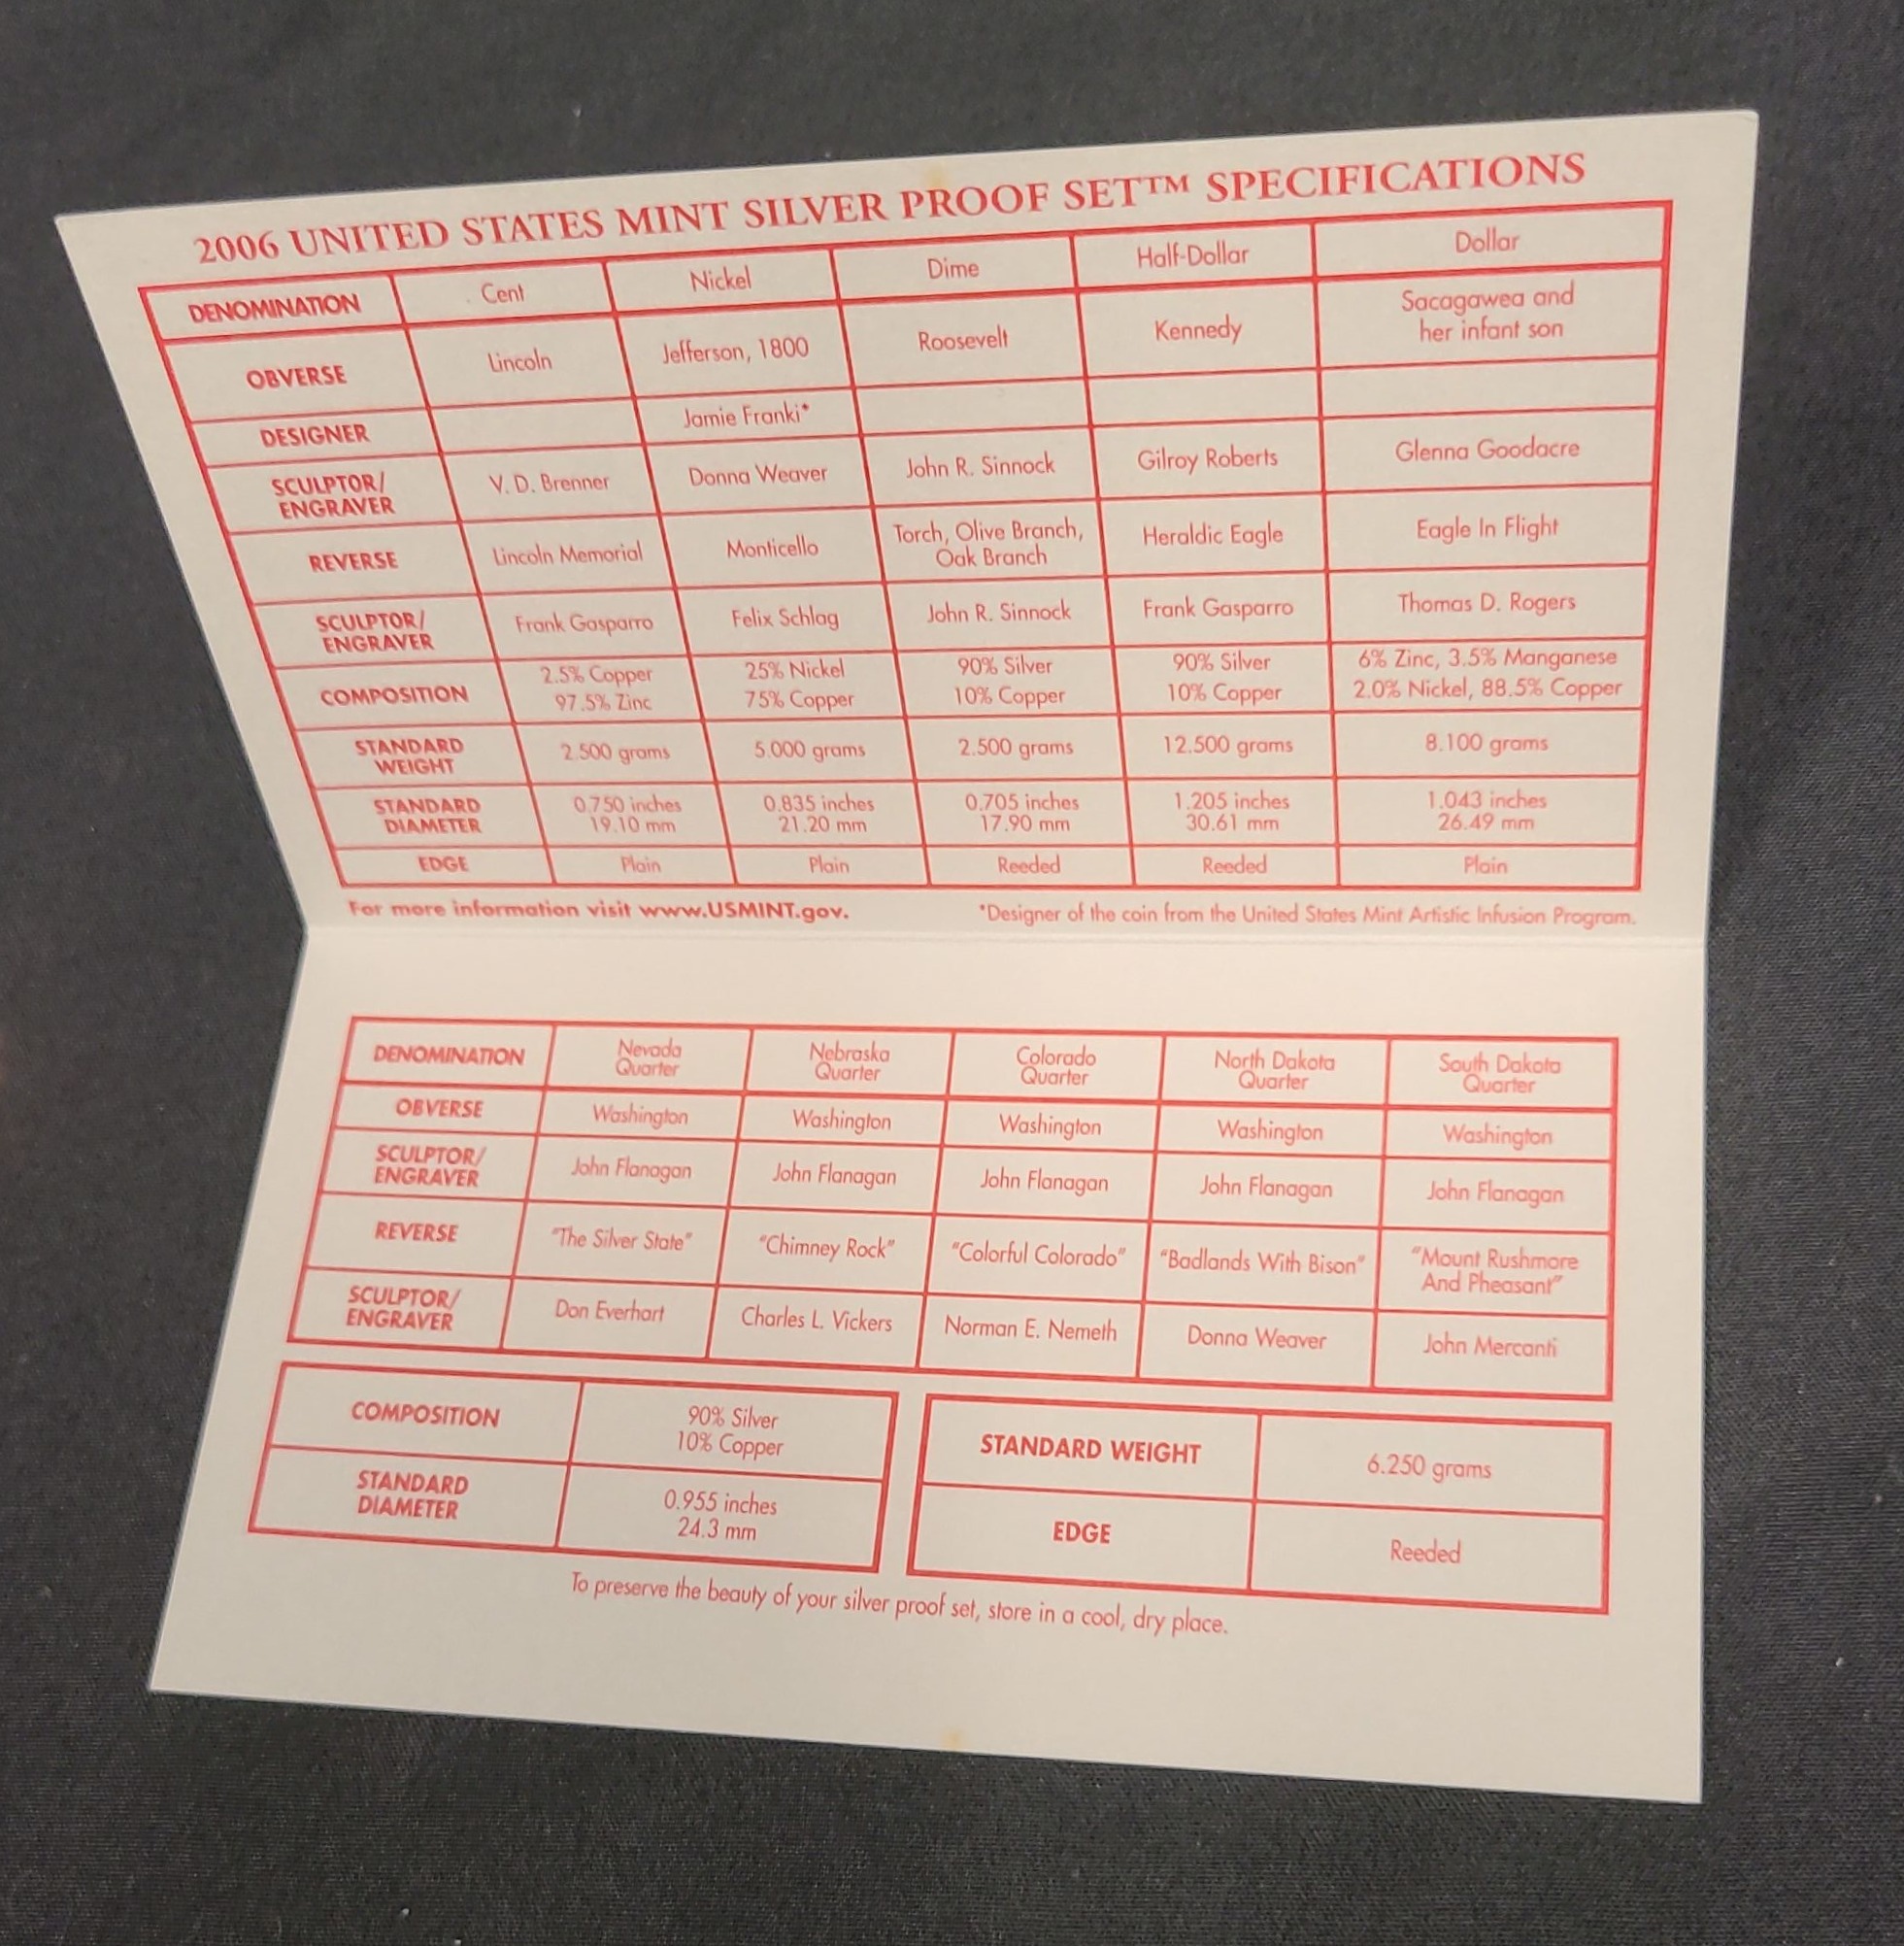 2006 UNITED STATES MINT SILVER PROOF SET™ SPECIFICATIONS
DENOMINATION Cent Nickel Dime Half-Dollar Dollar
OBVERSE Lincoln Jefferson, 1800 Roosevelt Kennedy Sacagawea and
her infant son
DESIGNER Jamie Franki*
SCULPTOR/ V. D. Brenner Donna Weaver John R. Sinnock Gilroy Roberts Glenna Goodacre
ENGRAVER
REVERSE Lincoln Memorial Monticello Torch, Olive Branch, Heraldic Eagle Eagle In Flight
Oak Branch
SCULPTOR/ Frank Gasparro Felix Schlag John R. Sinnock Frank Gasparro Thomas D. Rogers
ENGRAVER
COMPOSITION 2.5% Copper 25% Nickel 90% Silver 90% Silver 6% Zinc, 3.5% Manganese
97.5% Zinc 75% Copper 10% Copper 10% Copper 2.0% Nickel, 88.5% Copper
STANDARD 2.500 grams 5.000 grams 2.500 grams 12.500 grams 8.100 grams
WEIGHT
STANDARD 0.750 inches 0.835 inches 0.705 inches 1.205 inches 1.043 inches
DIAMETER 19.10 mm 21.20 mm 17.90 mm 30.61 mm 26.49 mm
EDGE Plain Plain Reeded Reeded Plain
For more information visit www.USMINT.gov. *Designer of the coin from the United States Mint Artistic Infusion Program.
DENOMINATION Nevada Nebraska Colorado North Dakota South Dakota
Quarter Quarter Quarter Quarter Quarter
OBVERSE Washington Washington Washington Washington Washington
SCULPTOR/ John Flanagan John Flanagan John Flanagan John Flanagan John Flanagan
ENGRAVER
REVERSE "The Silver State" "Chimney Rock" "Colorful Colorado" "Badlands With Bison" "Mount Rushmore
And Pheasant"
SCULPTOR/ Don Everhart Charles L. Vickers Norman E. Nemeth Donna Weaver John Mercanti
ENGRAVER
COMPOSITION 90% Silver
10% Copper
STANDARD 0.955 inches
DIAMETER 24.3 mm
STANDARD WEIGHT 6.250 grams
EDGE Reeded
To preserve the beauty of your silver proof set, store in a cool, dry place.